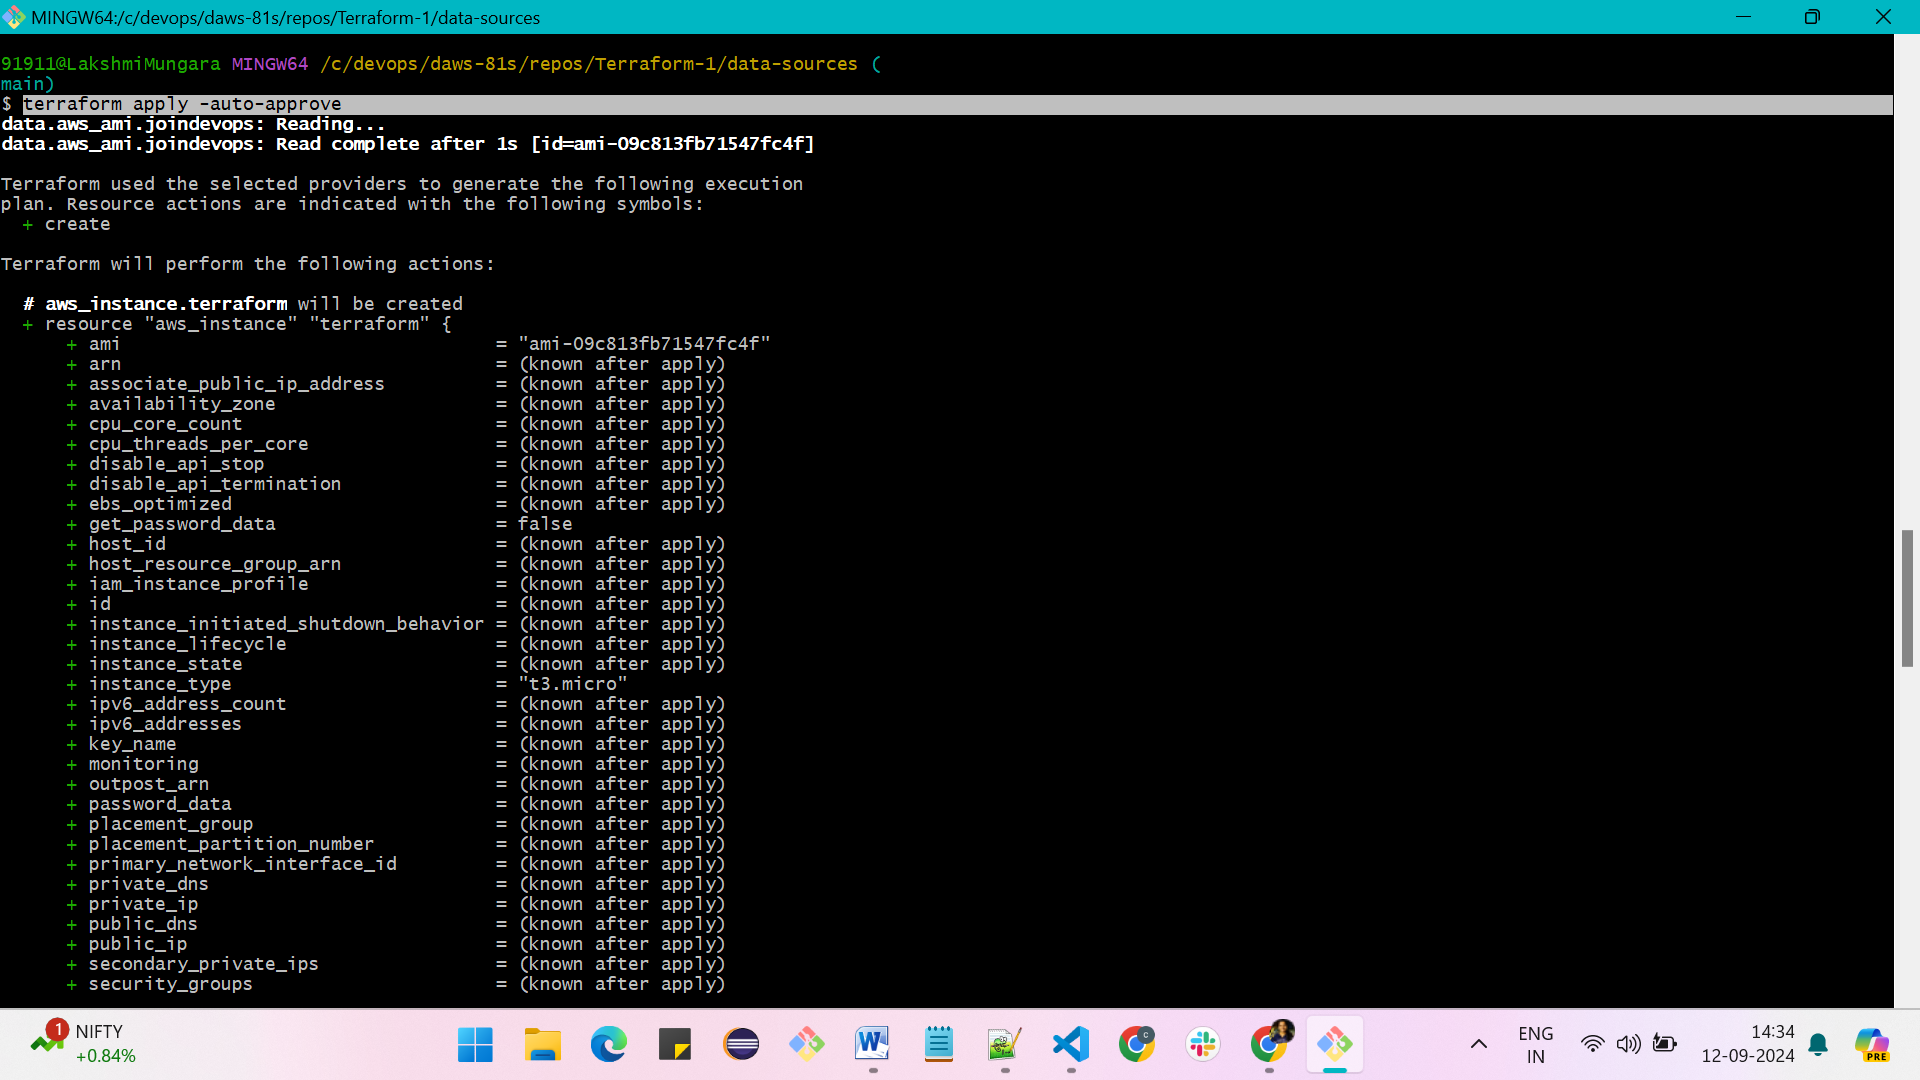 MINGW64:/c/devops/daws-81s/repos/Terraform-1/data-sources
91911@LakshmiMungara MINGW64 /c/devops/daws-81s/repos/Terraform-1/data-sources (
main)
$ terraform apply -auto-approve
data.aws_ami.joindevops: Reading...
data.aws_ami.joindevops: Read complete after 1s [id=ami-09c813fb71547fc4f]
Terraform used the selected providers to generate the following execution
plan. Resource actions are indicated with the following symbols:
  + create
Terraform will perform the following actions:
  # aws_instance.terraform will be created
  + resource "aws_instance" "terraform" {
      + ami                                  = "ami-09c813fb71547fc4f"
      + arn                                  = (known after apply)
      + associate_public_ip_address          = (known after apply)
      + availability_zone                    = (known after apply)
      + cpu_core_count                       = (known after apply)
      + cpu_threads_per_core                 = (known after apply)
      + disable_api_stop                     = (known after apply)
      + disable_api_termination              = (known after apply)
      + ebs_optimized                        = (known after apply)
      + get_password_data                    = false
      + host_id                              = (known after apply)
      + host_resource_group_arn              = (known after apply)
      + iam_instance_profile                 = (known after apply)
      + id                                   = (known after apply)
      + instance_initiated_shutdown_behavior = (known after apply)
      + instance_lifecycle                   = (known after apply)
      + instance_state                       = (known after apply)
      + instance_type                        = "t3.micro"
      + ipv6_address_count                   = (known after apply)
      + ipv6_addresses                       = (known after apply)
      + key_name                             = (known after apply)
      + monitoring                           = (known after apply)
      + outpost_arn                          = (known after apply)
      + password_data                        = (known after apply)
      + placement_group                      = (known after apply)
      + placement_partition_number           = (known after apply)
      + primary_network_interface_id         = (known after apply)
      + private_dns                          = (known after apply)
      + private_ip                           = (known after apply)
      + public_dns                           = (known after apply)
      + public_ip                            = (known after apply)
      + secondary_private_ips                = (known after apply)
      + security_groups                      = (known after apply)
1
NIFTY
+0.84%
ENG
IN
14:34
12-09-2024
PRE